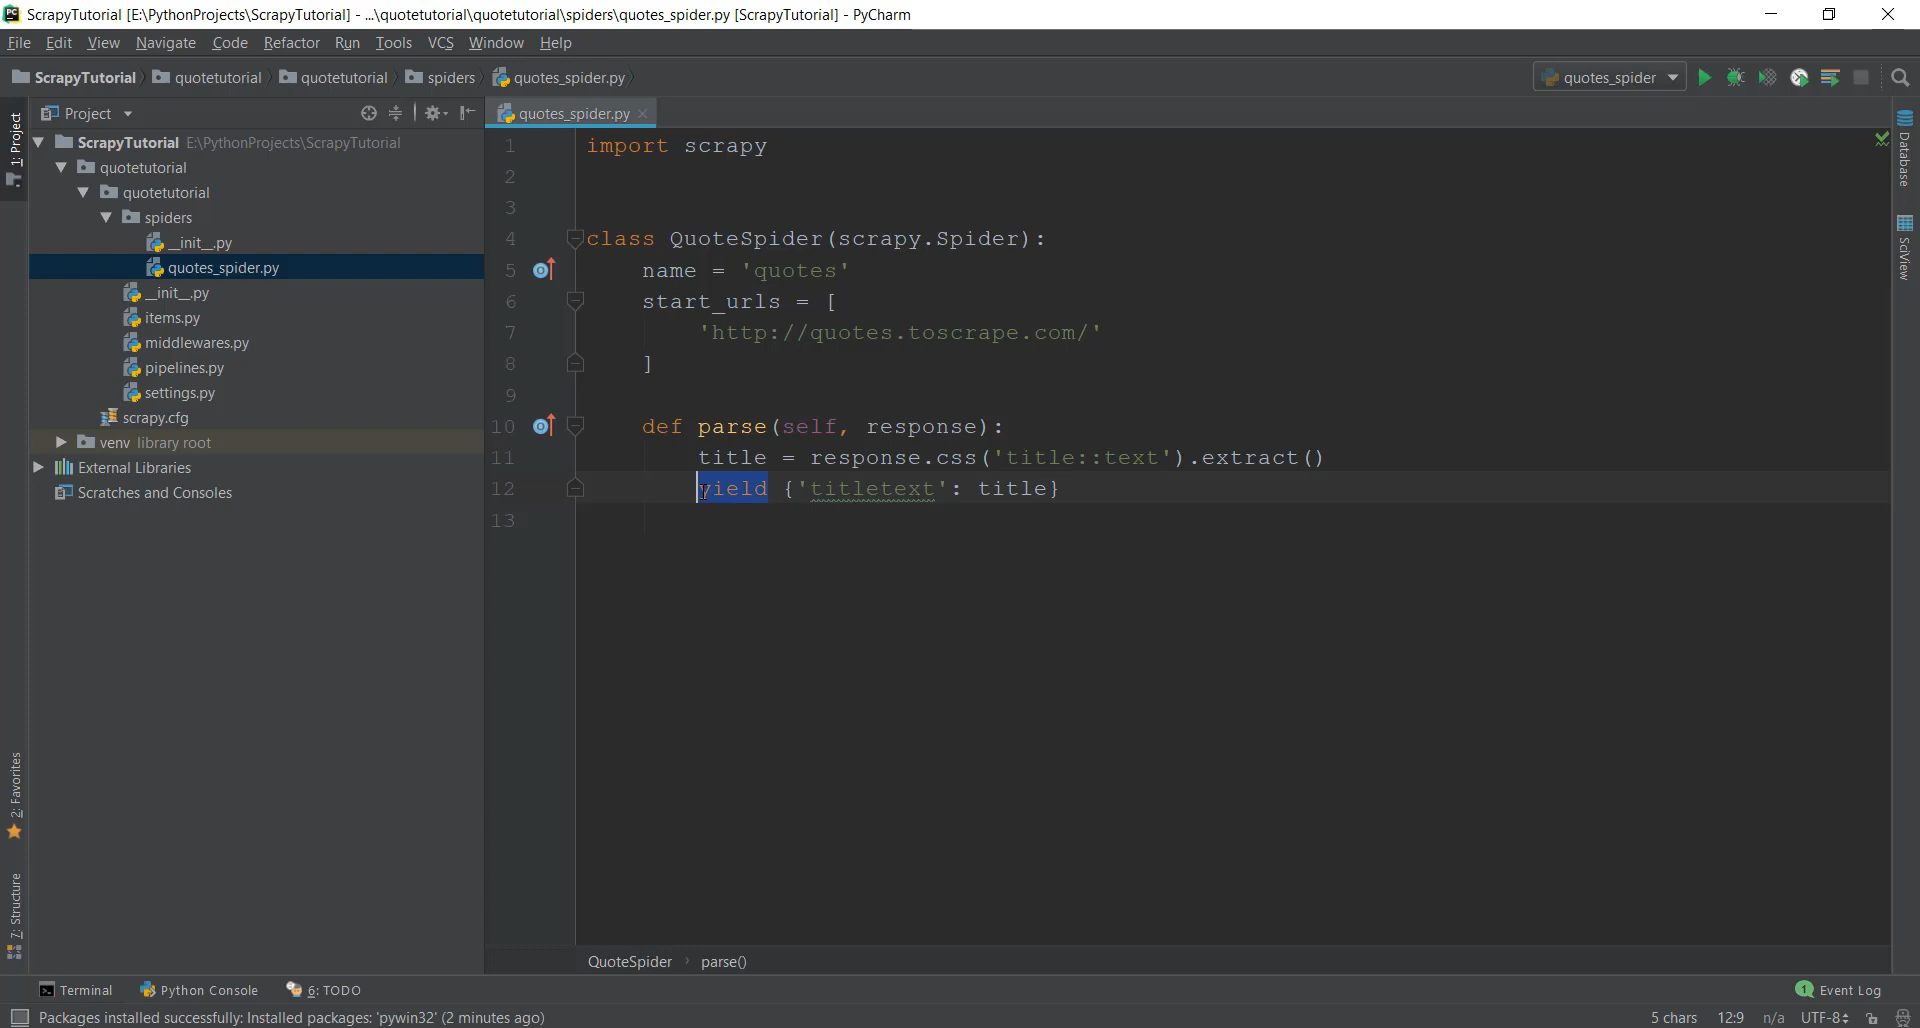 ScrapyTutorial [E:\PythonProjects\ScrapyTutorial] - ...\quotetutorial\quotetutorial\spiders\quotes_spider.py [ScrapyTutorial] - PyCharm
File Edit View Navigate Code Refactor Run Tools VCS Window Help
ScrapyTutorial quotetutorial quotetutorial spiders quotes_spider.py
quotes_spider
Project
quotes_spider.py
1: Project
ScrapyTutorial E:\PythonProjects\ScrapyTutorial
quotetutorial
quotetutorial
spiders
__init__.py
quotes_spider.py
__init__.py
items.py
middlewares.py
pipelines.py
settings.py
scrapy.cfg
venv library root
External Libraries
Scratches and Consoles
2: Favorites
7: Structure
1 import scrapy
2
3
4 class QuoteSpider(scrapy.Spider):
5 name = 'quotes'
6 start_urls = [
7 'http://quotes.toscrape.com/'
8 ]
9
10 def parse(self, response):
11 title = response.css('title::text').extract()
12 yield {'titletext': title}
13
Database
SciView
QuoteSpider parse()
Terminal Python Console 6: TODO
1 Event Log
Packages installed successfully: Installed packages: 'pywin32' (2 minutes ago)
5 chars 12:9 n/a UTF-8